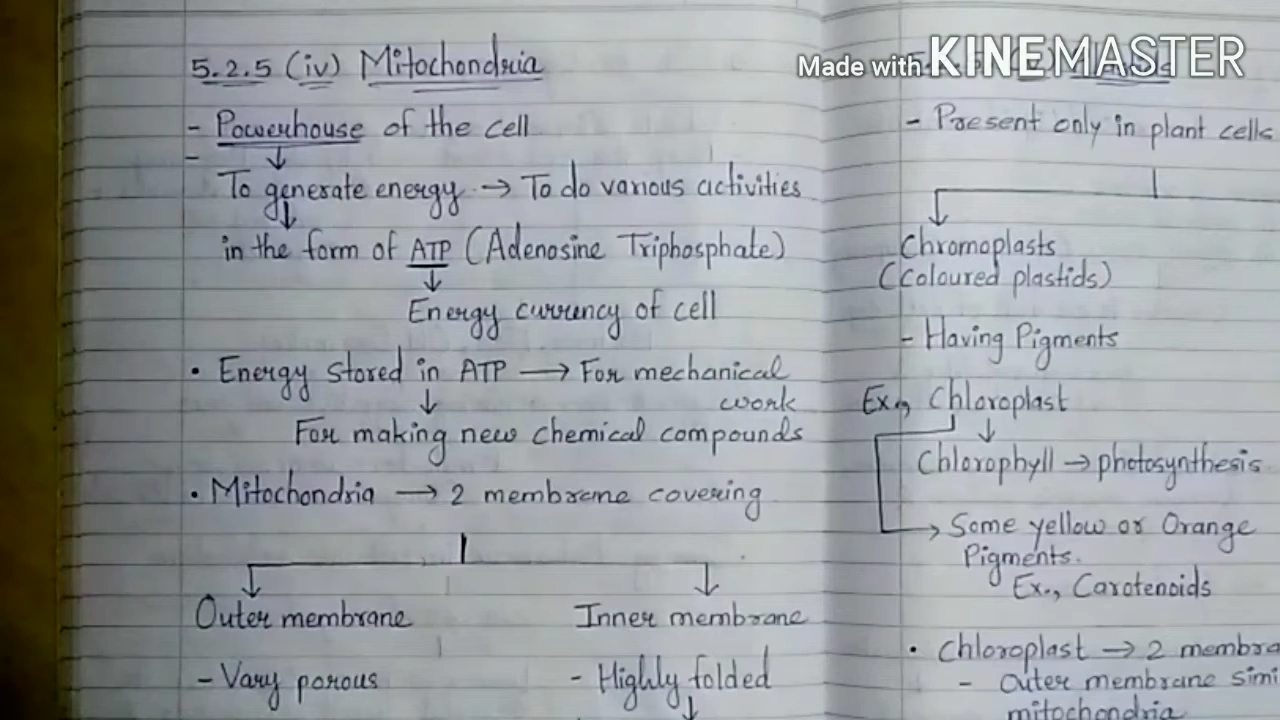 5.2.5 (iv) Mitochondria
- Powerhouse of the cell
-
To generate energy → To do various activities
in the form of ATP (Adenosine Triphosphate)
Energy currency of cell
• Energy stored in ATP → For mechanical
work
For making new chemical compounds
• Mitochondria → 2 membrane covering
Outer membrane
Inner membrane
- Vary porous
- Highly folded
Made with KINEMASTER
- Present only in plant cells
Chromoplasts
(Coloured plastids)
- Having Pigments
Ex., Chloroplast
Chlorophyll → photosynthesis
→ Some yellow or Orange
Pigments.
Ex., Carotenoids
• Chloroplast → 2 membra
- Outer membrane simi
mitochondria